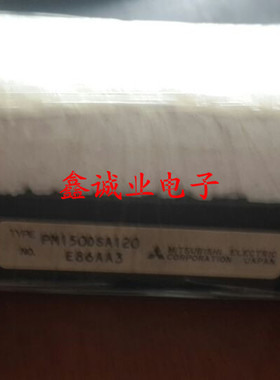 鑫诚业电子
TYPE PM150DSA120
NO. E86AA3
MITSUBISHI ELECTRIC
CORPORATION JAPAN